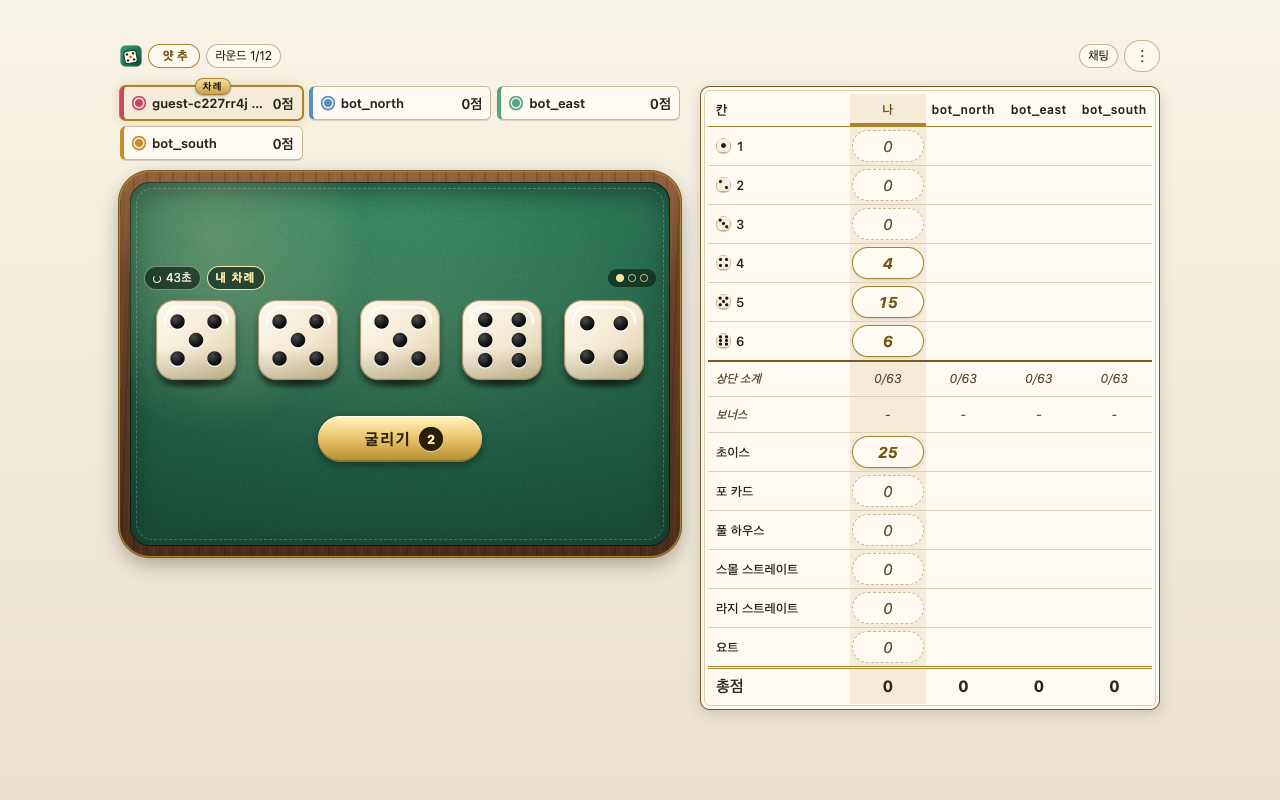 얏추 라운드 1/12 채팅
차례
guest-c227rr4j ... 0점 bot_north 0점 bot_east 0점
bot_south 0점
43초 내 차례
굴리기 2
칸 나 bot_north bot_east bot_south
1 0
2 0
3 0
4 4
5 15
6 6
상단 소계 0/63 0/63 0/63 0/63
보너스 - - - -
초이스 25
포 카드 0
풀 하우스 0
스몰 스트레이트 0
라지 스트레이트 0
요트 0
총점 0 0 0 0